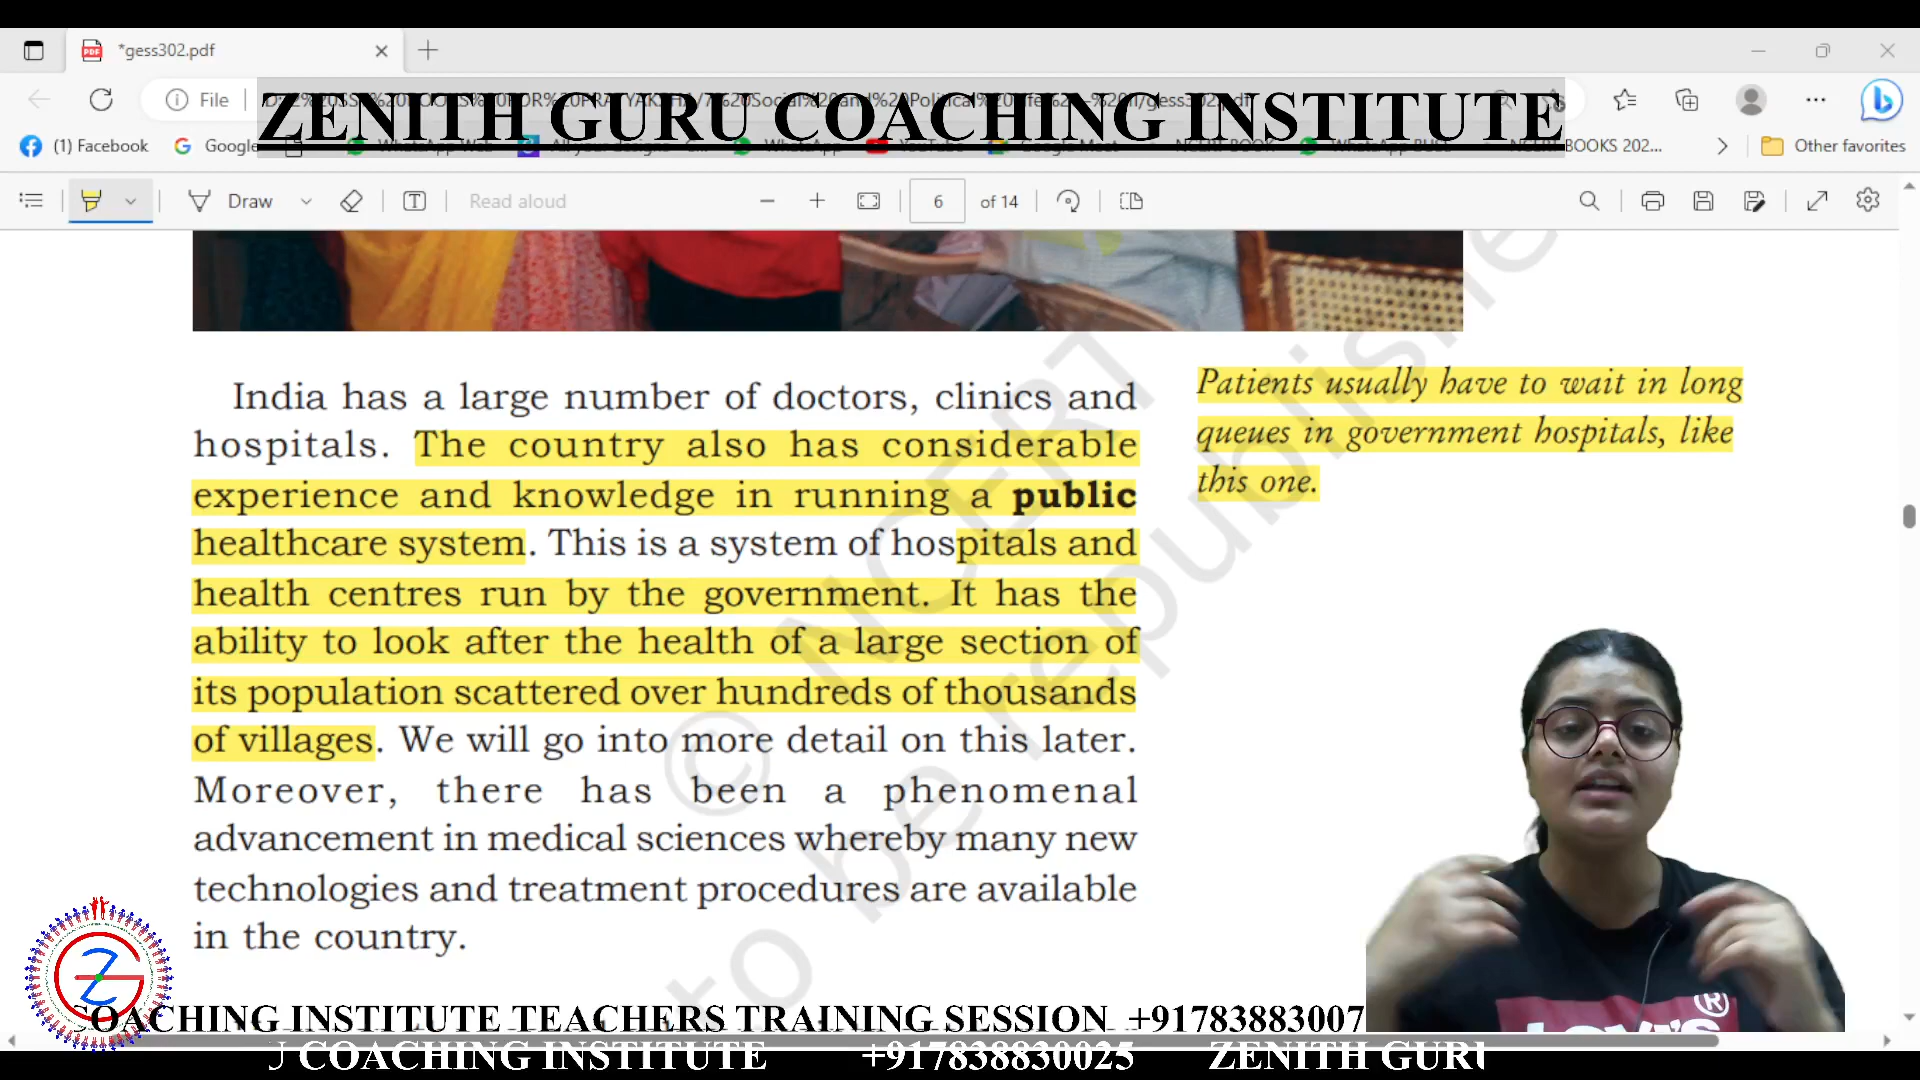 *gess302.pdf
File
ZENITH GURU COACHING INSTITUTE
(1) Facebook
Google
Other favorites
Draw
Read aloud
6 of 14
India has a large number of doctors, clinics and
hospitals. The country also has considerable
experience and knowledge in running a public
healthcare system. This is a system of hospitals and
health centres run by the government. It has the
ability to look after the health of a large section of
its population scattered over hundreds of thousands
of villages. We will go into more detail on this later.
Moreover, there has been a phenomenal
advancement in medical sciences whereby many new
technologies and treatment procedures are available
in the country.
Patients usually have to wait in long
queues in government hospitals, like
this one.
© NCERT
to be republishe
OACHING INSTITUTE TEACHERS TRAINING SESSION +91783883007
U COACHING INSTITUTE +917838830025 ZENITH GURU